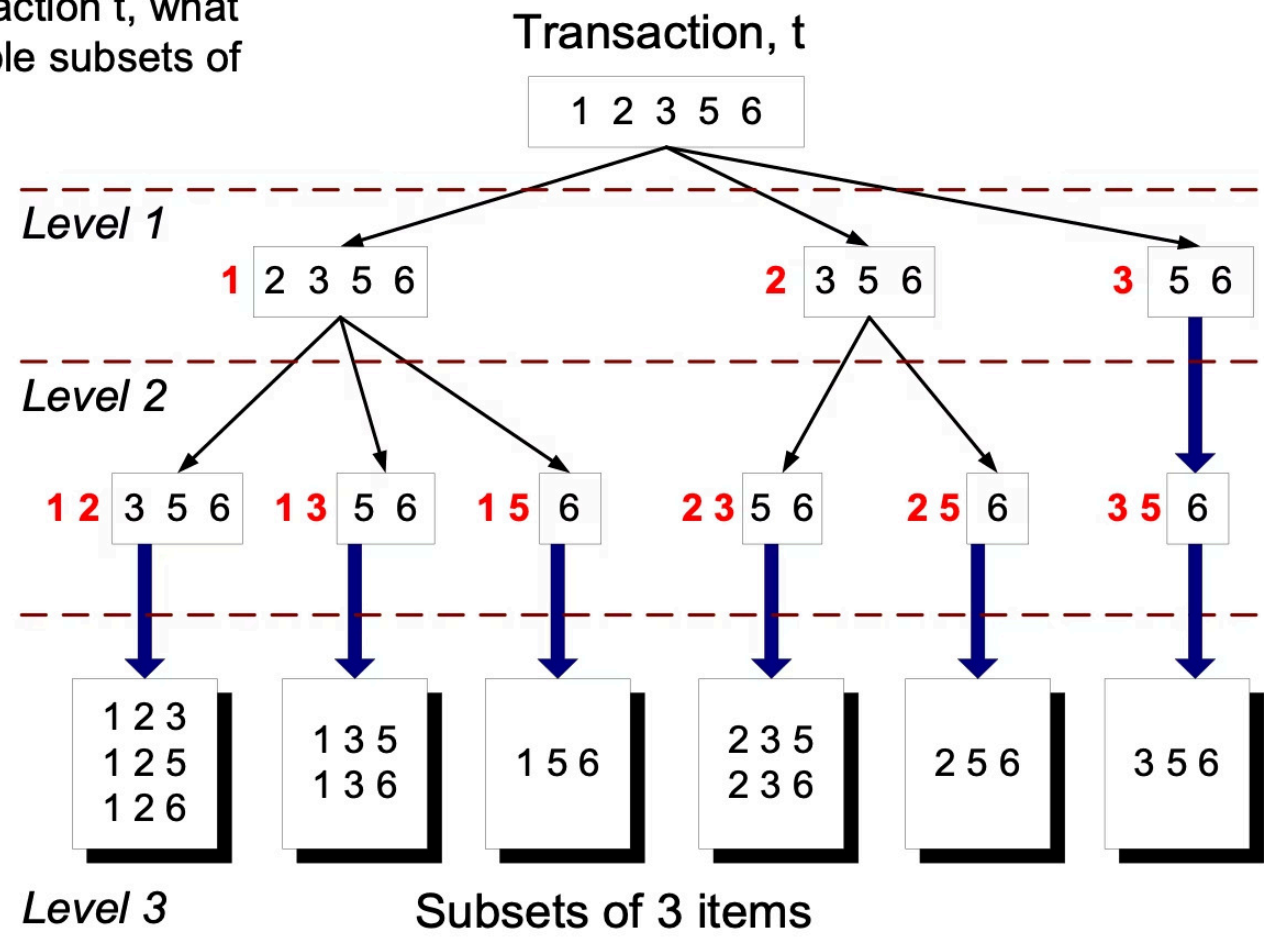 action t, what
ple subsets of
Transaction, t
1 2 3 5 6
Level 1
1 2 3 5 6
2 3 5 6
3 5 6
Level 2
1 2 3 5 6
1 3 5 6
1 5 6
2 3 5 6
2 5 6
3 5 6
1 2 3
1 2 5
1 2 6
1 3 5
1 3 6
1 5 6
2 3 5
2 3 6
2 5 6
3 5 6
Level 3
Subsets of 3 items